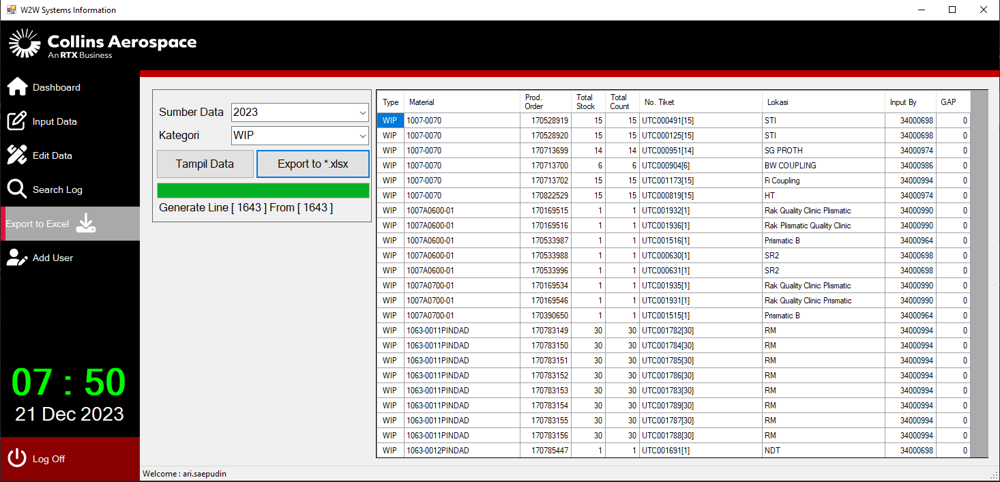 W2W Systems Information
Collins Aerospace
An RTX Business
Dashboard
Input Data
Edit Data
Search Log
Export to Excel
Add User
07 : 50
21 Dec 2023
Log Off
Sumber Data 2023
Kategori WIP
Tampil Data Export to *.xlsx
Generate Line [ 1643 ] From [ 1643 ]
Type Material Prod. Order Total Stock Total Count No. Tiket Lokasi Input By GAP
WIP 1007-0070 170528919 15 15 UTC000491[15] STI 34000698 0
WIP 1007-0070 170528920 15 15 UTC000125[15] STI 34000698 0
WIP 1007-0070 170713699 14 14 UTC000951[14] SG PROTH 34000974 0
WIP 1007-0070 170713700 6 6 UTC000904[6] BW COUPLING 34000986 0
WIP 1007-0070 170713702 15 15 UTC001173[15] Fi Coupling 34000994 0
WIP 1007-0070 170822529 15 15 UTC000819[15] HT 34000974 0
WIP 1007A0600-01 170169515 1 1 UTC001932[1] Rak Quality Clinic Plismatic 34000990 0
WIP 1007A0600-01 170169516 1 1 UTC001936[1] Rak Plismatic Quality Clinic 34000990 0
WIP 1007A0600-01 170533987 1 1 UTC001516[1] Prismatic B 34000964 0
WIP 1007A0600-01 170533988 1 1 UTC000630[1] SR2 34000698 0
WIP 1007A0600-01 170533996 1 1 UTC000631[1] SR2 34000698 0
WIP 1007A0700-01 170169534 1 1 UTC001935[1] Rak Quality Clinic Plismatic 34000990 0
WIP 1007A0700-01 170169546 1 1 UTC001931[1] Rak Quality Clinic Prismatic 34000990 0
WIP 1007A0700-01 170390650 1 1 UTC001515[1] Prismatic B 34000964 0
WIP 1063-0011PINDAD 170783149 30 30 UTC001782[30] RM 34000994 0
WIP 1063-0011PINDAD 170783150 30 30 UTC001784[30] RM 34000994 0
WIP 1063-0011PINDAD 170783151 30 30 UTC001785[30] RM 34000994 0
WIP 1063-0011PINDAD 170783152 30 30 UTC001786[30] RM 34000994 0
WIP 1063-0011PINDAD 170783153 30 30 UTC001783[30] RM 34000994 0
WIP 1063-0011PINDAD 170783154 30 30 UTC001789[30] RM 34000994 0
WIP 1063-0011PINDAD 170783155 30 30 UTC001787[30] RM 34000994 0
WIP 1063-0011PINDAD 170783156 30 30 UTC001788[30] RM 34000994 0
WIP 1063-0012PINDAD 170785447 1 1 UTC001691[1] NDT 34000698 0
Welcome : ari.saepudin